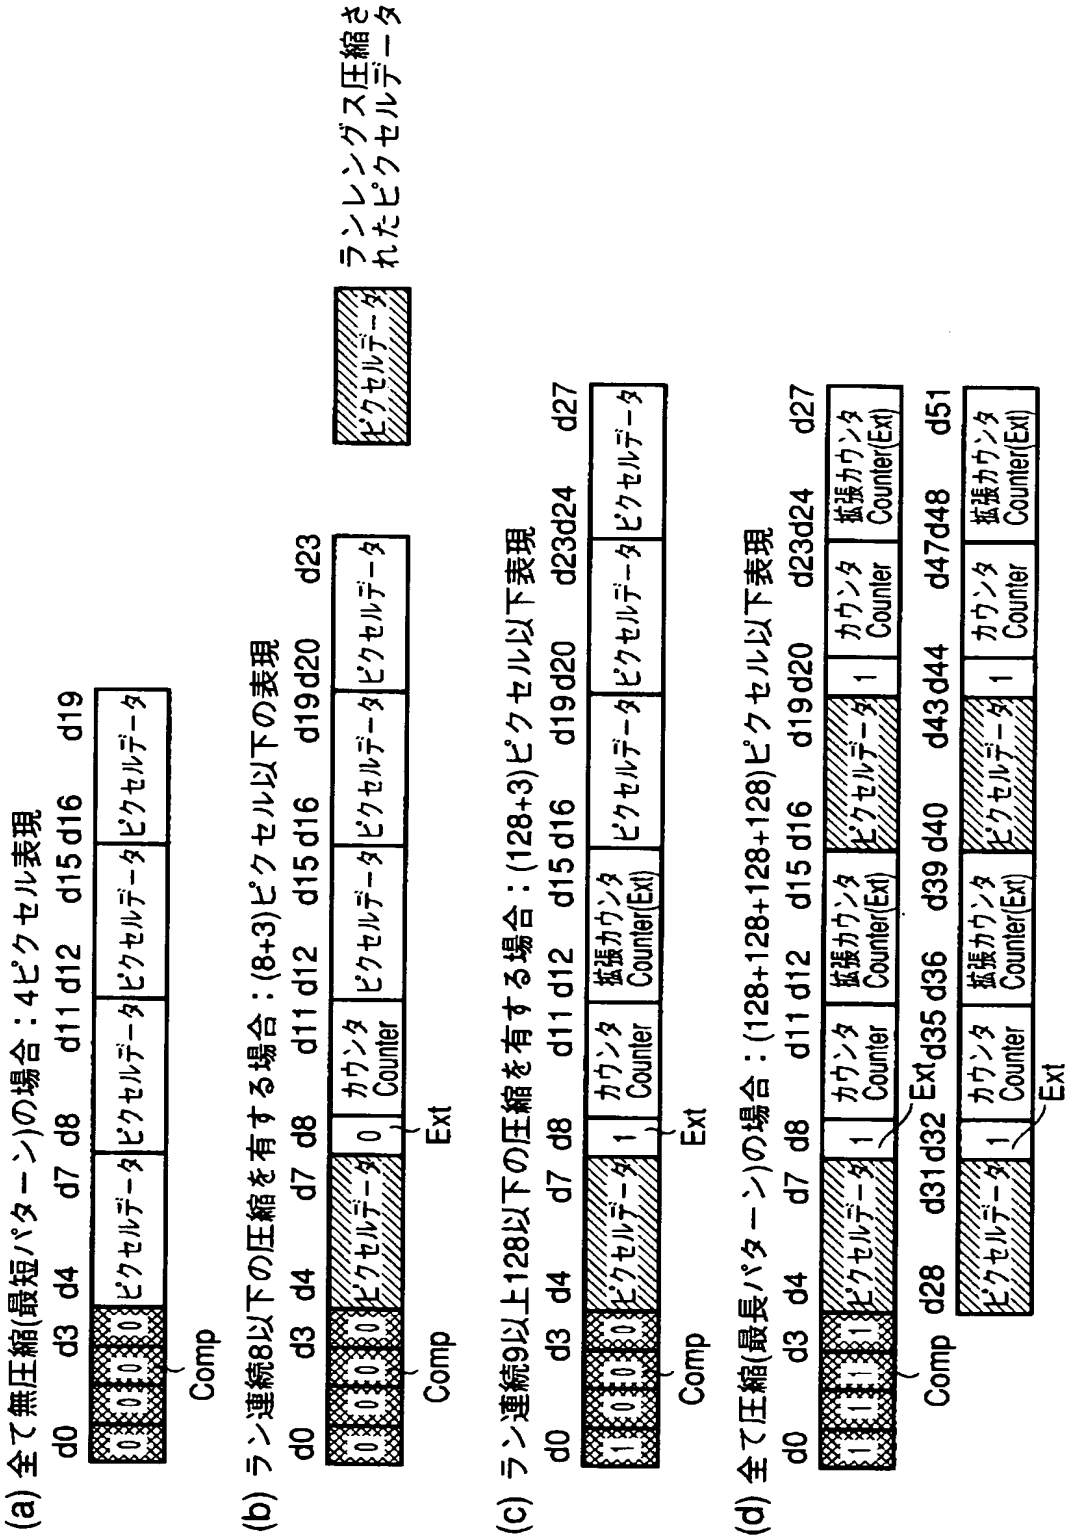 (a) 全て無圧縮(最短パターン)の場合：4ピクセル表現
d0 d3 d4 d7 d8 d11 d12 d15 d16 d19
0 0 0 0 ピクセルデータ ピクセルデータ ピクセルデータ ピクセルデータ
Comp
(b) ラン連続8以下の圧縮を有する場合：(8+3)ピクセル以下の表現
d0 d3 d4 d7 d8 d11 d12 d15 d16 d19 d20 d23
0 0 0 0 ピクセルデータ 0 カウンタ ピクセルデータ ピクセルデータ ピクセルデータ
Counter
Comp Ext
ピクセルデータ
ランレングス圧縮さ
れたピクセルデータ
(c) ラン連続9以上128以下の圧縮を有する場合：(128+3)ピクセル以下表現
d0 d3 d4 d7 d8 d11 d12 d15 d16 d19 d20 d23 d24 d27
1 0 0 0 ピクセルデータ 1 カウンタ 拡張カウンタ ピクセルデータ ピクセルデータ ピクセルデータ
Counter Counter(Ext)
Comp Ext
(d) 全て圧縮(最長パターン)の場合：(128+128+128+128)ピクセル以下表現
d0 d3 d4 d7 d8 d11 d12 d15 d16 d19 d20 d23 d24 d27
1 1 1 1 ピクセルデータ 1 カウンタ 拡張カウンタ ピクセルデータ 1 カウンタ 拡張カウンタ
Counter Counter(Ext) Counter Counter(Ext)
Comp Ext
d28 d31 d32 d35 d36 d39 d40 d43 d44 d47 d48 d51
ピクセルデータ 1 カウンタ 拡張カウンタ ピクセルデータ 1 カウンタ 拡張カウンタ
Counter Counter(Ext) Counter Counter(Ext)
Ext